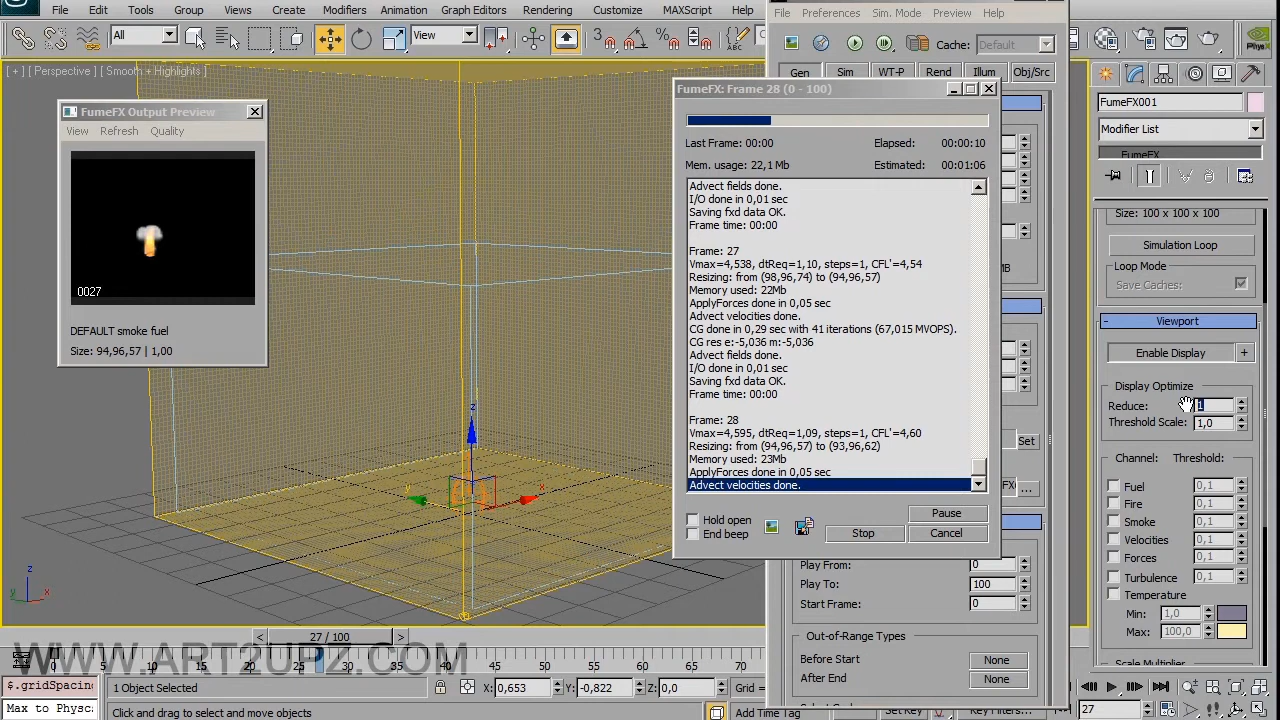 Edit Tools Group Views Create Modifiers Animation Graph Editors Rendering Customize MAXScript Help
File Preferences Sim. Mode Preview Help
All
View
Cache: Default
Gen Sim WT-P Rend Illum Obj/Src
[ + ] [ Perspective ] [ Smooth + Highlights ]
FumeFX Output Preview
View Refresh Quality
0027
DEFAULT smoke fuel
Size: 94,96,57 | 1,00
FumeFX: Frame 28 (0 - 100)
Last Frame: 00:00 Elapsed: 00:00:10
Mem. usage: 22,1 Mb Estimated: 00:01:06
Advect fields done.
I/O done in 0,01 sec
Saving fxd data OK.
Frame time: 00:00
Frame: 27
Vmax=4,538, dtReq=1,10, steps=1, CFL'=4,54
Resizing: from (98,96,74) to (94,96,57)
Memory used: 22Mb
ApplyForces done in 0,05 sec
Advect velocities done.
CG done in 0,29 sec with 41 iterations (67,015 MVOPS).
CG res e:-5,036 m:-5,036
Advect fields done.
I/O done in 0,01 sec
Saving fxd data OK.
Frame time: 00:00
Frame: 28
Vmax=4,595, dtReq=1,09, steps=1, CFL'=4,60
Resizing: from (94,96,57) to (93,96,62)
Memory used: 23Mb
ApplyForces done in 0,05 sec
Advect velocities done.
Hold open
End beep
Pause
Stop Cancel
Set
Play From: 0
Play To: 100
Start Frame: 0
Out-of-Range Types
Before Start None
After End None
FumeFX001
Modifier List
FumeFX
Size: 100 x 100 x 100
Simulation Loop
Loop Mode
Save Caches:
- Viewport
Enable Display +
Display Optimize
Reduce: 1
Threshold Scale: 1,0
Channel: Threshold:
Fuel 0,1
Fire 0,1
Smoke 0,1
Velocities 0,1
Forces 0,1
Turbulence 0,1
Temperature
Min: 1,0
Max: 100,0
Scale Multiplier
z
y x
z
y x
< 27 / 100 >
WWW.ART2UPZ.COM
10 20 30 40 50 60 70
$.gridSpacing
Max to Physc
1 Object Selected
X: 0,653 Y: -0,822 Z: 0,0
Grid =
Click and drag to select and move objects
Add Time Tag
Set Key
Key Filters...
27